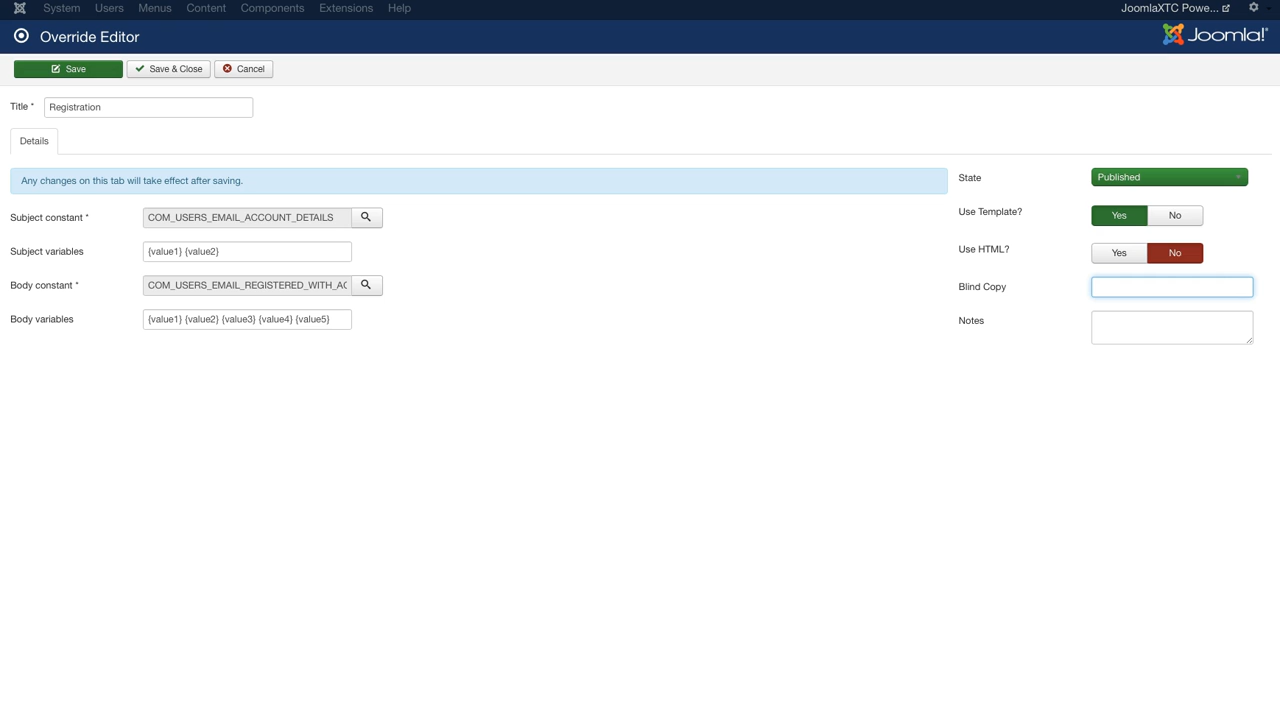 System Users Menus Content Components Extensions Help JoomlaXTC Powe...
Override Editor Joomla!®
Save Save & Close Cancel
Title * Registration
Details
Any changes on this tab will take effect after saving.
Subject constant * COM_USERS_EMAIL_ACCOUNT_DETAILS
Subject variables {value1} {value2}
Body constant * COM_USERS_EMAIL_REGISTERED_WITH_AC
Body variables {value1} {value2} {value3} {value4} {value5}
State Published
Use Template? Yes No
Use HTML? Yes No
Blind Copy
Notes